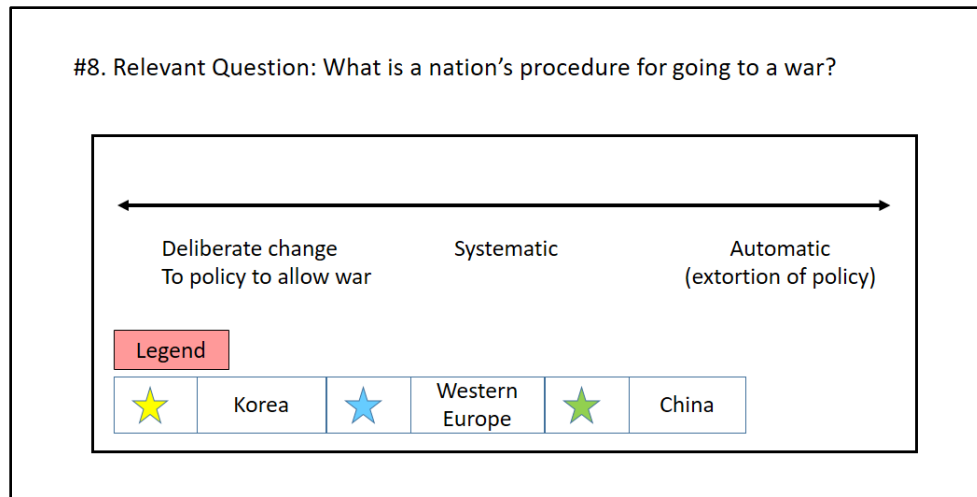 #8. Relevant Question: What is a nation’s procedure for going to a war?
Deliberate change
To policy to allow war
Systematic
Automatic
(extortion of policy)
Legend
Korea
Western
Europe
China